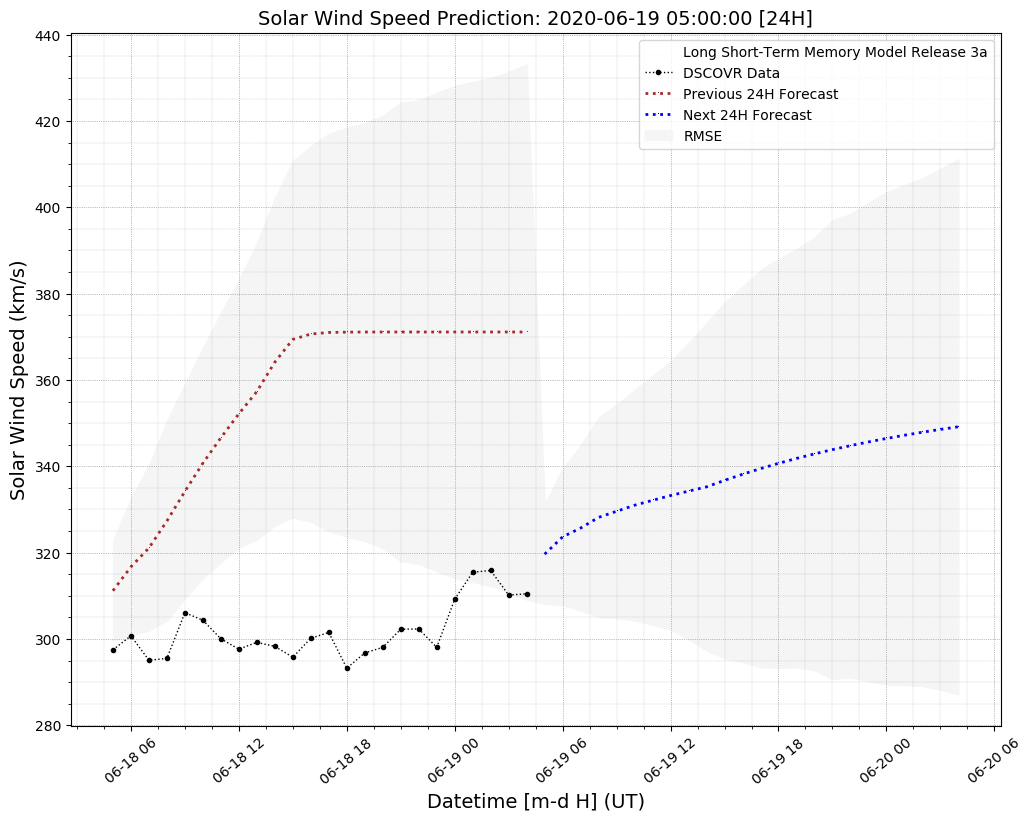 Solar Wind Speed Prediction: 2020-06-19 05:00:00 [24H]
Long Short-Term Memory Model Release 3a
DSCOVR Data
Previous 24H Forecast
Next 24H Forecast
RMSE
Solar Wind Speed (km/s)
440
420
400
380
360
340
320
300
280
06-18 06
06-18 12
06-18 18
06-19 00
06-19 06
06-19 12
06-19 18
06-20 00
06-20 06
Datetime [m-d H] (UT)